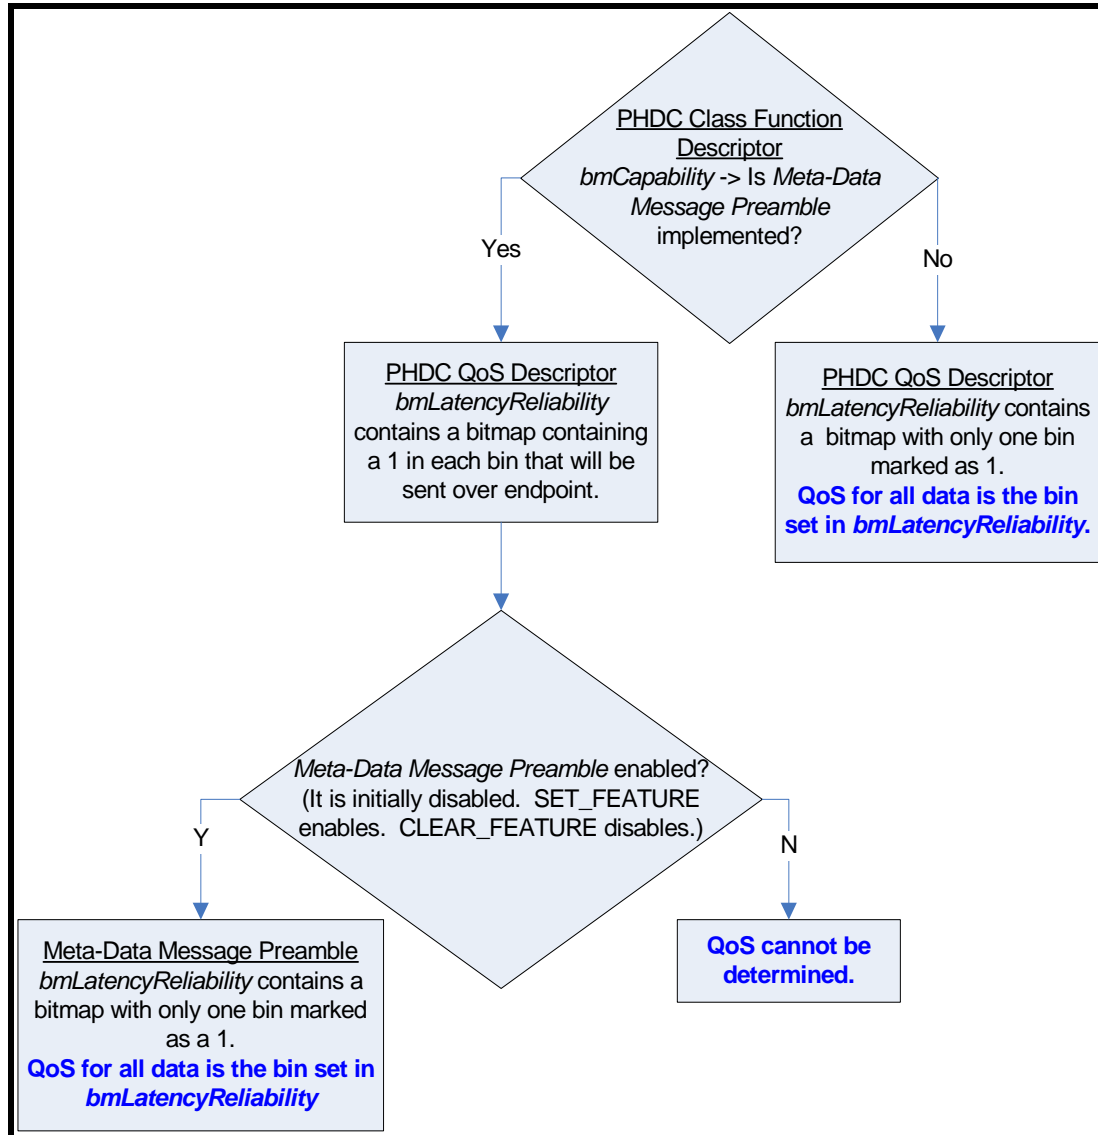 PHDC Class Function
Descriptor
bmCapability -> Is Meta-Data
Message Preamble
implemented?
Yes
No
PHDC QoS Descriptor
bmLatencyReliability
contains a bitmap containing
a 1 in each bin that will be
sent over endpoint.
PHDC QoS Descriptor
bmLatencyReliability contains
a bitmap with only one bin
marked as 1.
QoS for all data is the bin
set in bmLatencyReliability.
Meta-Data Message Preamble enabled?
(It is initially disabled. SET_FEATURE
enables. CLEAR_FEATURE disables.)
Y
N
Meta-Data Message Preamble
bmLatencyReliability contains a
bitmap with only one bin marked
as a 1.
QoS for all data is the bin set in
bmLatencyReliability
QoS cannot be
determined.